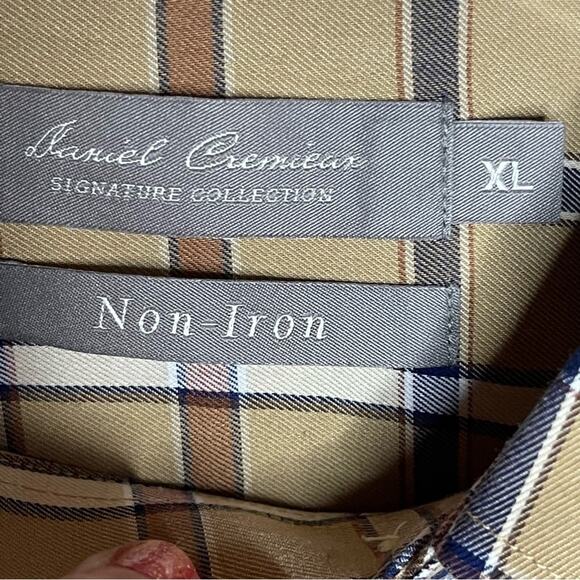 Daniel Cremieux
SIGNATURE COLLECTION
XL
Non-Iron